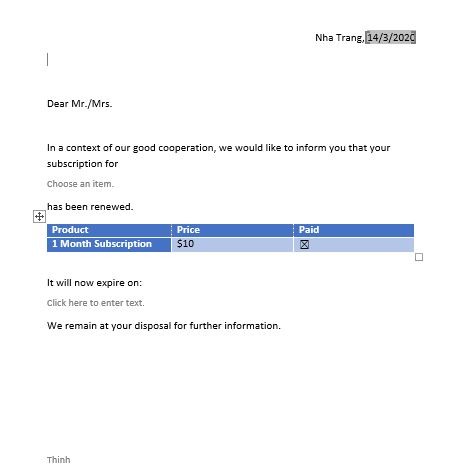 Nha Trang, 14/3/2020
Dear Mr./Mrs.
In a context of our good cooperation, we would like to inform you that your
subscription for
Choose an item.
has been renewed.
Product Price Paid
1 Month Subscription $10 ☒
It will now expire on:
Click here to enter text.
We remain at your disposal for further information.
Thinh